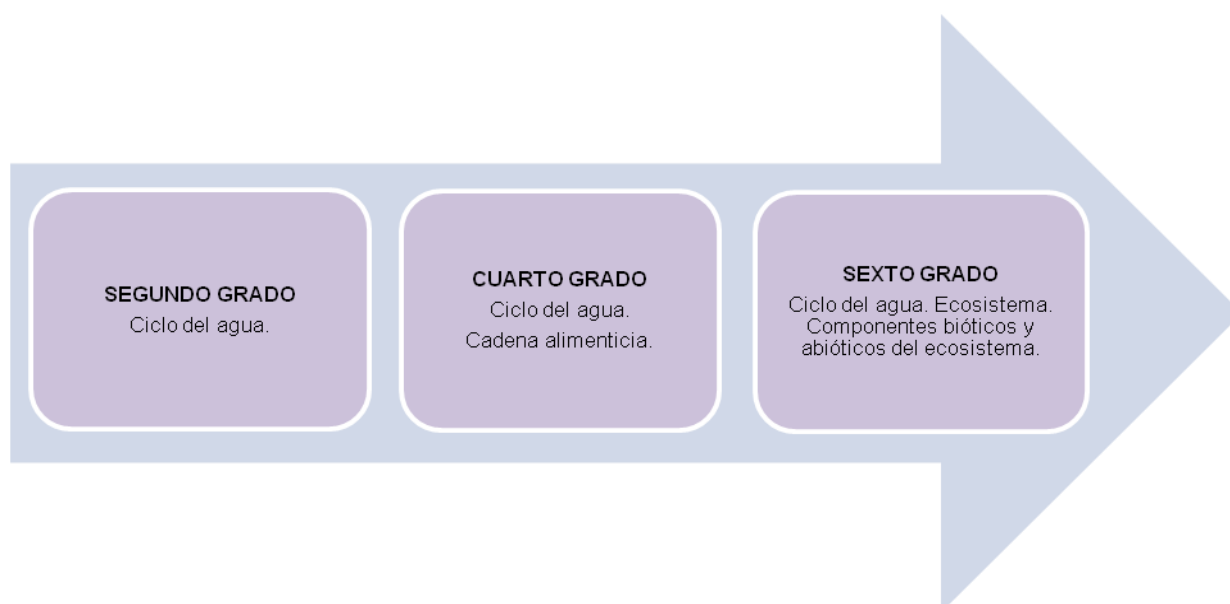 SEGUNDO GRADO
Ciclo del agua.
CUARTO GRADO
Ciclo del agua.
Cadena alimenticia.
SEXTO GRADO
Ciclo del agua. Ecosistema.
Componentes bióticos y
abióticos del ecosistema.